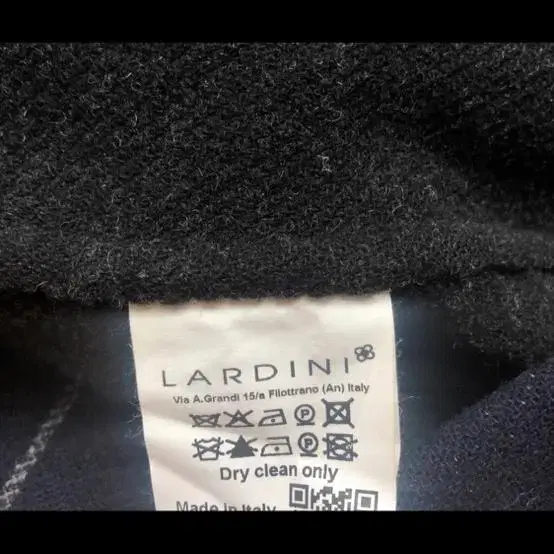 LARDINI
Via A.Grandi 15/a Filottrano (An) Italy
P
P
Dry clean only
Made in Italy